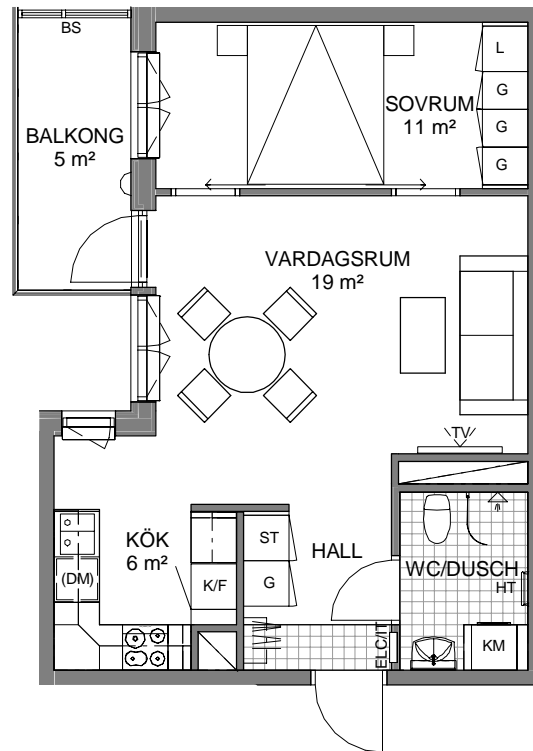 BS
BALKONG
5 m²
SOVRUM
11 m²
L
G
G
G
VARDAGSRUM
19 m²
TV
KÖK
6 m²
(DM)
K/F
ST
G
HALL
WC/DUSCH
HT
ELC/IT
KM